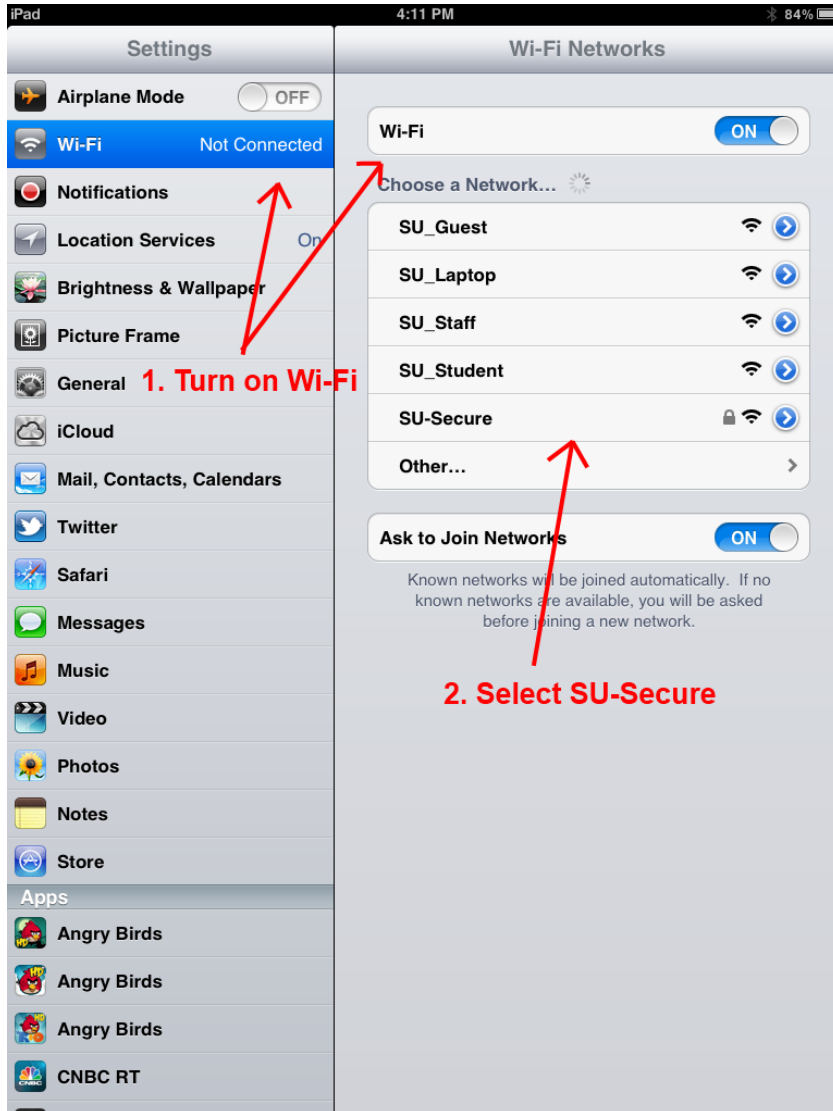 iPad 4:11 PM 84%
Settings
Wi-Fi Networks
Airplane Mode OFF
Wi-Fi Not Connected
Notifications
Location Services On
Brightness & Wallpaper
Picture Frame
General
iCloud
Mail, Contacts, Calendars
Twitter
Safari
Messages
Music
Video
Photos
Notes
Store
Apps
Angry Birds
Angry Birds
Angry Birds
CNBC RT
1. Turn on Wi-Fi
Wi-Fi ON
Choose a Network...
SU_Guest
SU_Laptop
SU_Staff
SU_Student
SU-Secure
Other...
Ask to Join Networks ON
Known networks will be joined automatically. If no
known networks are available, you will be asked
before joining a new network.
2. Select SU-Secure